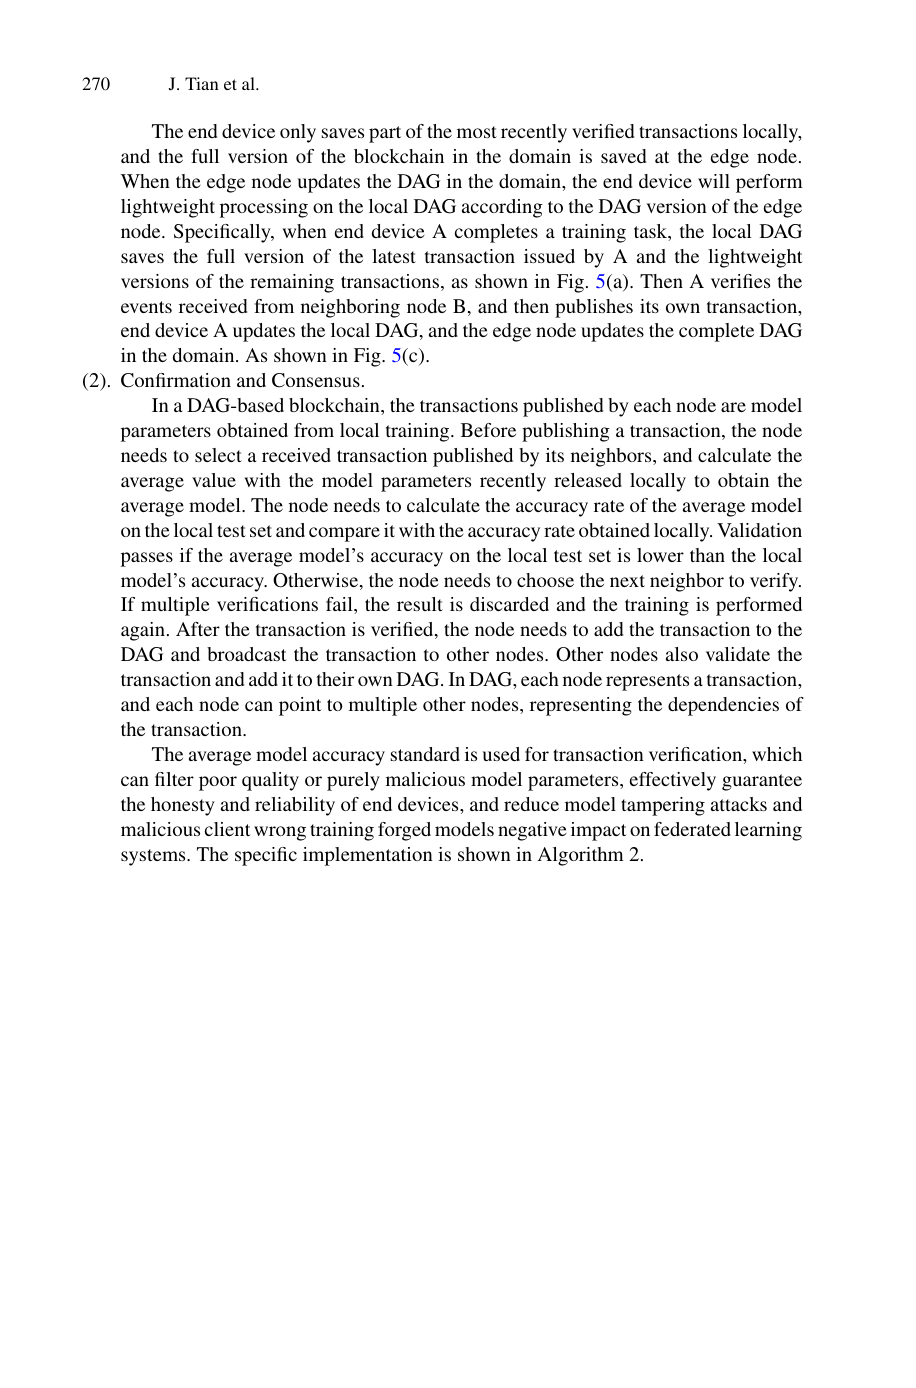 270 J. Tian et al.
The end device only saves part of the most recently verified transactions locally,
and the full version of the blockchain in the domain is saved at the edge node.
When the edge node updates the DAG in the domain, the end device will perform
lightweight processing on the local DAG according to the DAG version of the edge
node. Specifically, when end device A completes a training task, the local DAG
saves the full version of the latest transaction issued by A and the lightweight
versions of the remaining transactions, as shown in Fig. 5(a). Then A verifies the
events received from neighboring node B, and then publishes its own transaction,
end device A updates the local DAG, and the edge node updates the complete DAG
in the domain. As shown in Fig. 5(c).
(2). Confirmation and Consensus.
In a DAG-based blockchain, the transactions published by each node are model
parameters obtained from local training. Before publishing a transaction, the node
needs to select a received transaction published by its neighbors, and calculate the
average value with the model parameters recently released locally to obtain the
average model. The node needs to calculate the accuracy rate of the average model
on the local test set and compare it with the accuracy rate obtained locally. Validation
passes if the average model’s accuracy on the local test set is lower than the local
model’s accuracy. Otherwise, the node needs to choose the next neighbor to verify.
If multiple verifications fail, the result is discarded and the training is performed
again. After the transaction is verified, the node needs to add the transaction to the
DAG and broadcast the transaction to other nodes. Other nodes also validate the
transaction and add it to their own DAG. In DAG, each node represents a transaction,
and each node can point to multiple other nodes, representing the dependencies of
the transaction.
The average model accuracy standard is used for transaction verification, which
can filter poor quality or purely malicious model parameters, effectively guarantee
the honesty and reliability of end devices, and reduce model tampering attacks and
malicious client wrong training forged models negative impact on federated learning
systems. The specific implementation is shown in Algorithm 2.